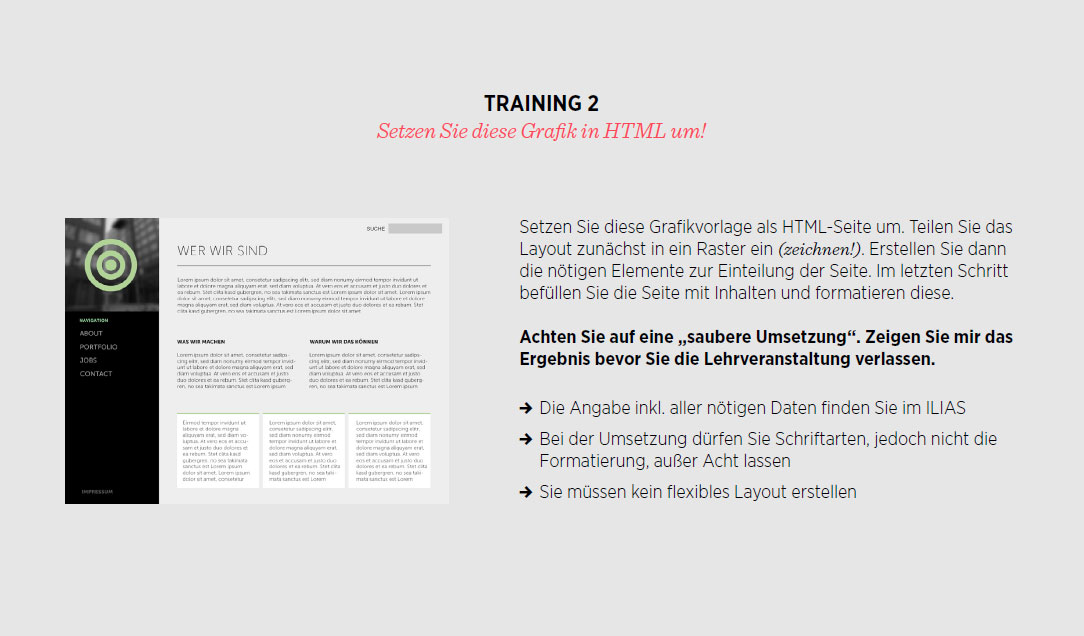 TRAINING 2
Setzen Sie diese Grafik in HTML um!
SUCHE
WER WIR SIND
Lorem ipsum dolor sit amet, consetetur sadipscing elitr, sed diam nonumy eirmod tempor invidunt ut
labore et dolore magna aliquyam erat, sed diam voluptua. At vero eos et accusam et justo duo dolores et
ea rebum. Stet clita kasd gubergren, no sea takimata sanctus est Lorem ipsum dolor sit amet. Lorem ipsum
dolor sit amet, consetetur sadipscing elitr, sed diam nonumy eirmod tempor invidunt ut labore et dolore
magna aliquyam erat, sed diam voluptua. At vero eos et accusam et justo duo dolores et ea rebum. Stet
clita kasd gubergren, no sea takimata sanctus est Lorem ipsum dolor sit amet.
NAVIGATION
ABOUT
PORTFOLIO
JOBS
CONTACT
IMPRESSUM
WAS WIR MACHEN
Lorem ipsum dolor sit amet, consetetur sadips-
cing elitr, sed diam nonumy eirmod tempor invid-
unt ut labore et dolore magna aliquyam erat, sed
diam voluptua. At vero eos et accusam et justo
duo dolores et ea rebum. Stet clita kasd guberg-
ren, no sea takimata sanctus est Lorem ipsum
WARUM WIR DAS KÖNNEN
Lorem ipsum dolor sit amet, consetetur sadips-
cing elitr, sed diam nonumy eirmod tempor invid-
unt ut labore et dolore magna aliquyam erat, sed
diam voluptua. At vero eos et accusam et justo
duo dolores et ea rebum. Stet clita kasd guberg-
ren, no sea takimata sanctus est Lorem ipsum
Eirmod tempor invidunt
ut labore et dolore magna
aliquyam erat, sed diam vo-
luptua. At vero eos et accu-
sam et justo duo dolores et
ea rebum. Stet clita kasd
gubergren, no sea takimata
sanctus est Lorem ipsum
dolor sit amet. Lorem ipsum
dolor sit amet, consetetur
Lorem ipsum dolor sit amet,
consetetur sadipscing elitr,
sed diam nonumy eirmod
tempor invidunt ut labore et
dolore magna aliquyam erat,
sed diam voluptua. At vero
eos et accusam et justo duo
dolores et ea rebum. Stet
clita kasd gubergren, no sea taki-
mata sanctus est Lorem
Lorem ipsum dolor sit amet,
consetetur sadipscing elitr,
sed diam nonumy eirmod
tempor invidunt ut labore et
dolore magna aliquyam erat,
sed diam voluptua. At vero
eos et accusam et justo duo
dolores et ea rebum. Stet clita
kasd gubergren, no sea taki-
mata sanctus est Lorem
Setzen Sie diese Grafikvorlage als HTML-Seite um. Teilen Sie das
Layout zunächst in ein Raster ein (zeichnen!). Erstellen Sie dann
die nötigen Elemente zur Einteilung der Seite. Im letzten Schritt
befüllen Sie die Seite mit Inhalten und formatieren diese.
Achten Sie auf eine „saubere Umsetzung“. Zeigen Sie mir das
Ergebnis bevor Sie die Lehrveranstaltung verlassen.
→ Die Angabe inkl. aller nötigen Daten finden Sie im ILIAS
→ Bei der Umsetzung dürfen Sie Schriftarten, jedoch nicht die
Formatierung, außer Acht lassen
→ Sie müssen kein flexibles Layout erstellen